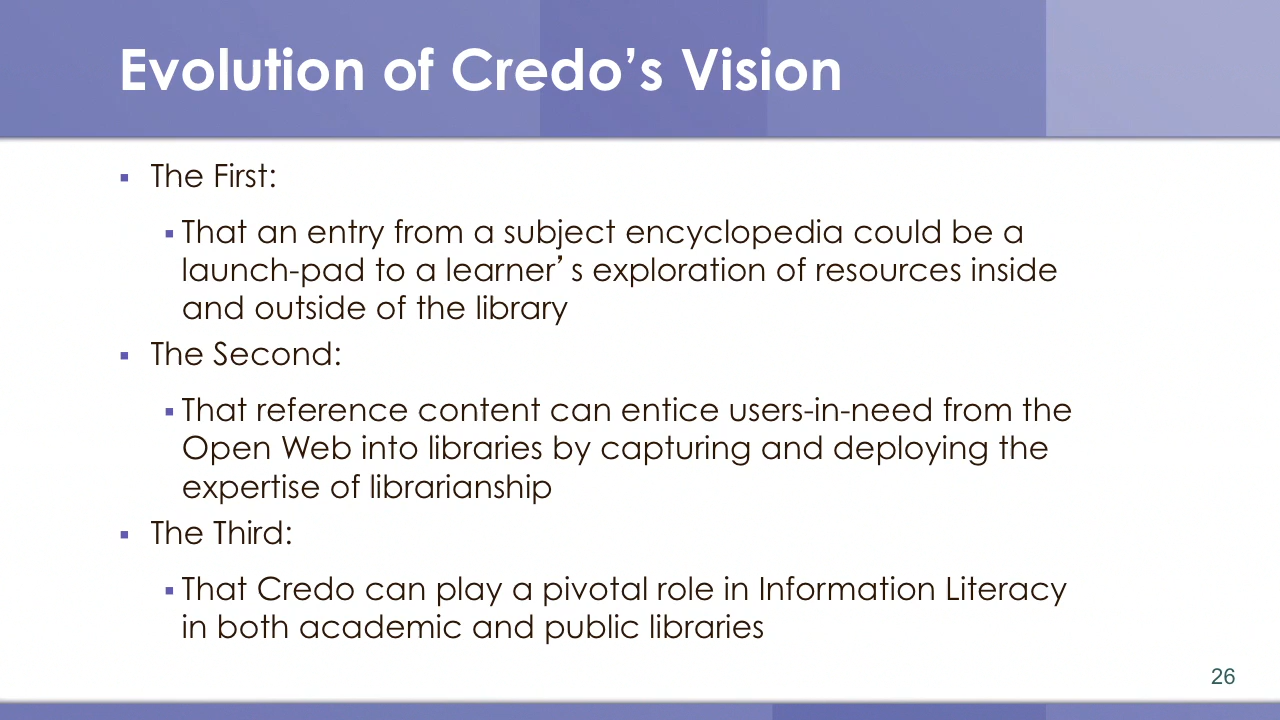 Evolution of Credo’s Vision
▪ The First:
▪ That an entry from a subject encyclopedia could be a
launch-pad to a learner’s exploration of resources inside
and outside of the library
▪ The Second:
▪ That reference content can entice users-in-need from the
Open Web into libraries by capturing and deploying the
expertise of librarianship
▪ The Third:
▪ That Credo can play a pivotal role in Information Literacy
in both academic and public libraries
26